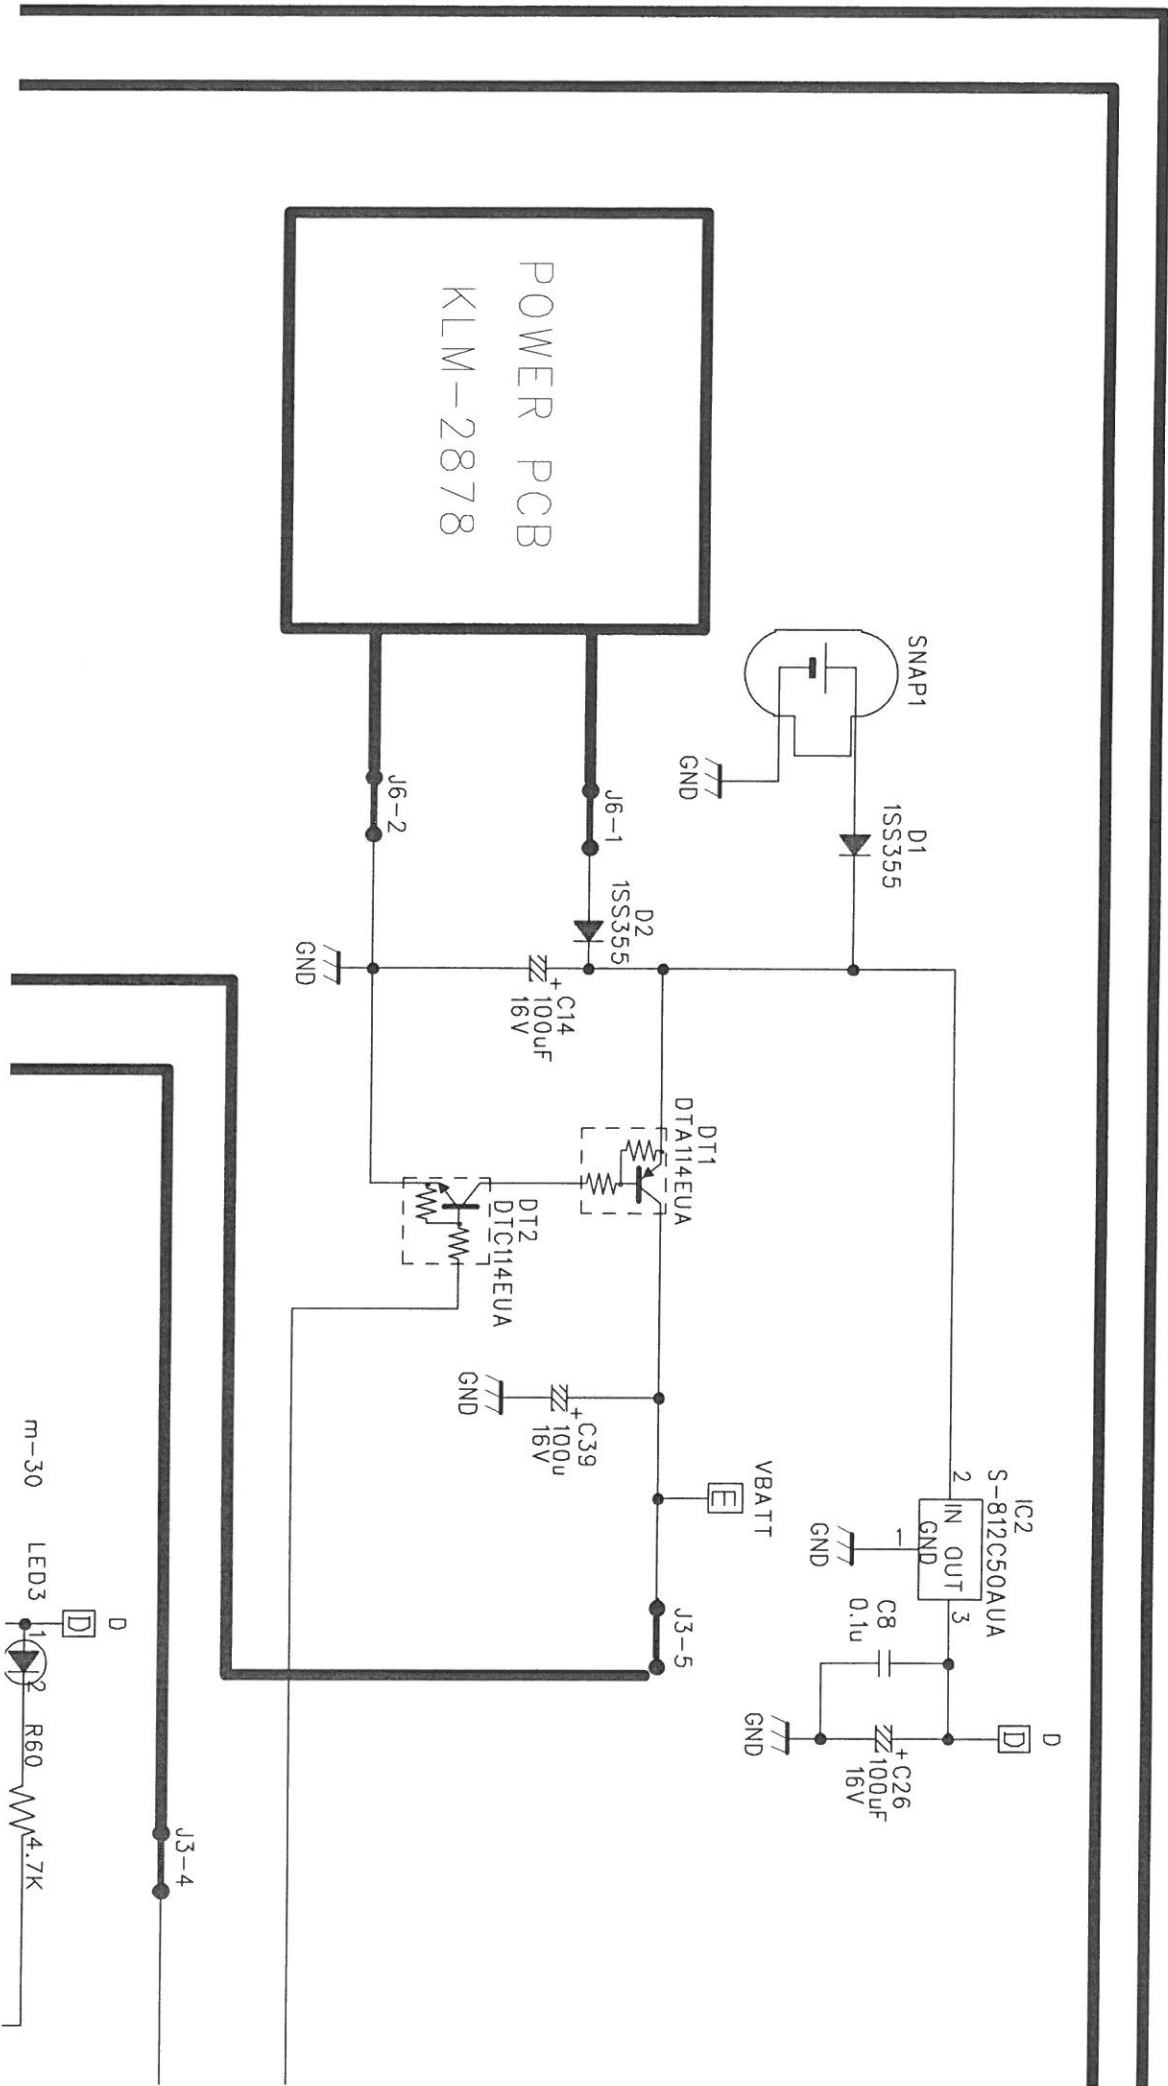 POWER PCB
KLM-2878
SNAP1
GND
D1
1SS355
J6-1
J6-2
D2
1SS355
GND
+
C14
100uF
16V
DT1
DTA114EUA
DT2
DTC114EUA
+
C39
100u
16V
GND
VBATT
E
J3-5
IC2
S-812C50AUA
2
IN OUT
GND
3
1
GND
C8
0.1u
D
D
+
C26
100uF
16V
GND
J3-4
m-30
LED3
D
D
1
2
R60
4.7K